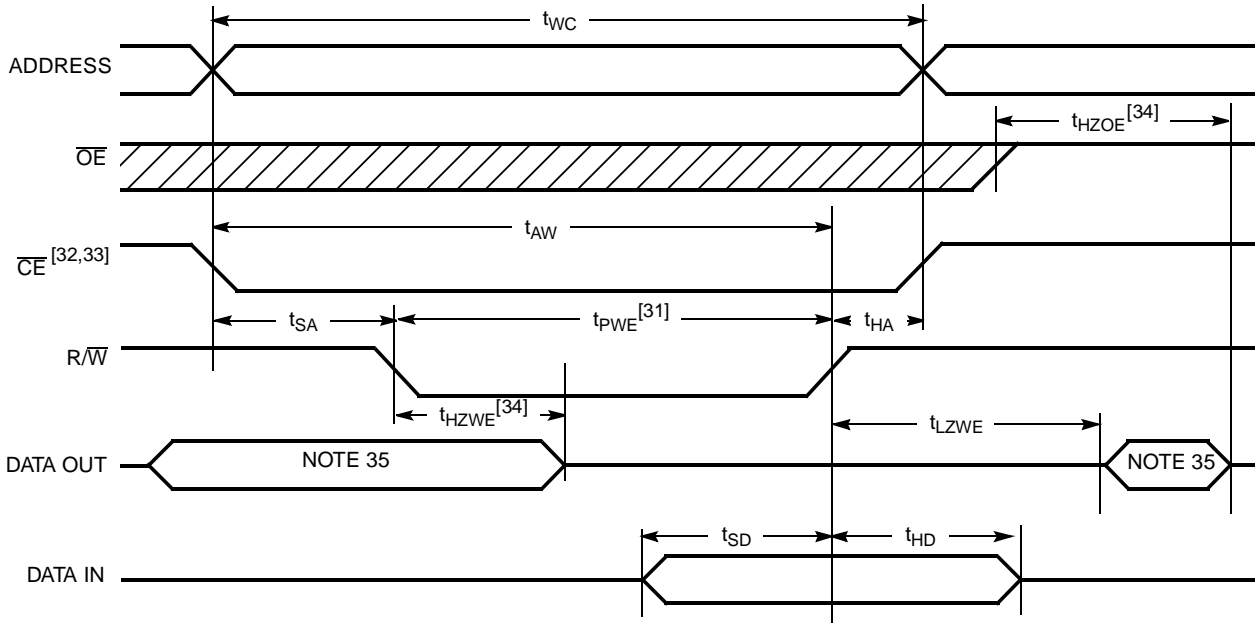 tWC
ADDRESS
tHZOE[34]
OE
tAW
CE [32,33]
tSA
tPWE[31]
tHA
R/W
tHZWE[34]
tLZWE
DATA OUT
NOTE 35
NOTE 35
tSD
tHD
DATA IN